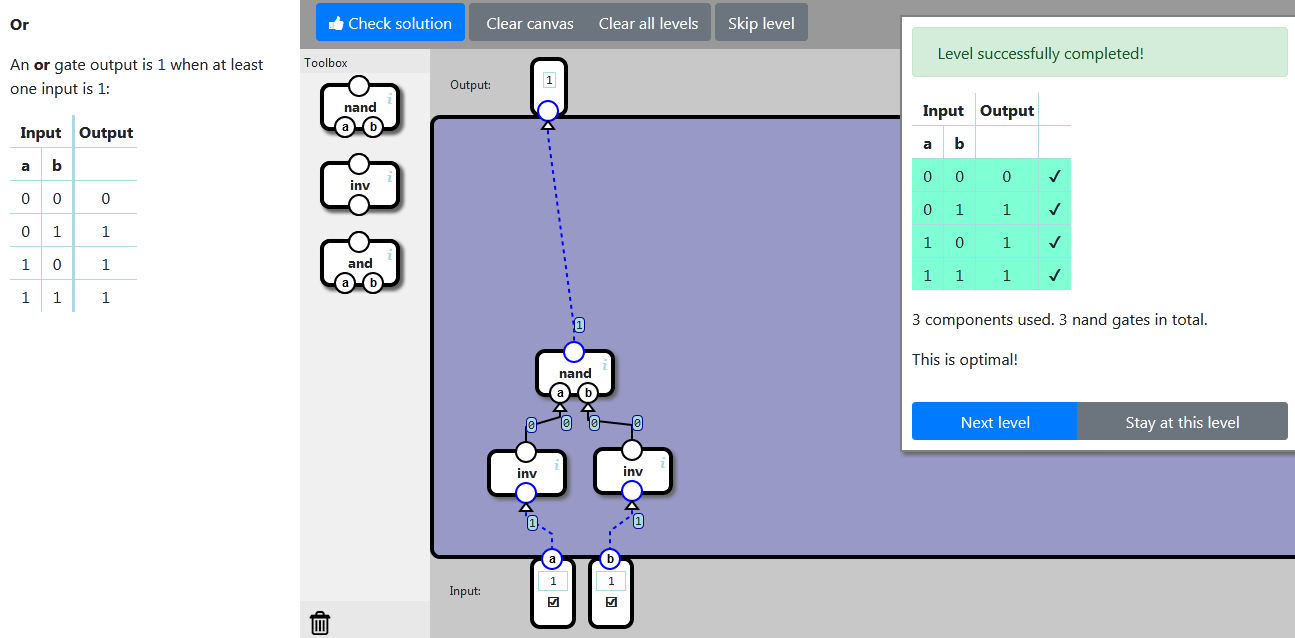 Or
An or gate output is 1 when at least
one input is 1:
Input Output
a b
0 0 0
0 1 1
1 0 1
1 1 1
Check solution
Clear canvas
Clear all levels
Skip level
Toolbox
nand
i
a b
inv
i
and
i
a b
Output:
1
1
nand
i
a b
0 0 0 0
inv
i
inv
i
1 1
a b
Input:
1 1
Level successfully completed!
Input Output
a b
0 0 0 ✓
0 1 1 ✓
1 0 1 ✓
1 1 1 ✓
3 components used. 3 nand gates in total.
This is optimal!
Next level
Stay at this level